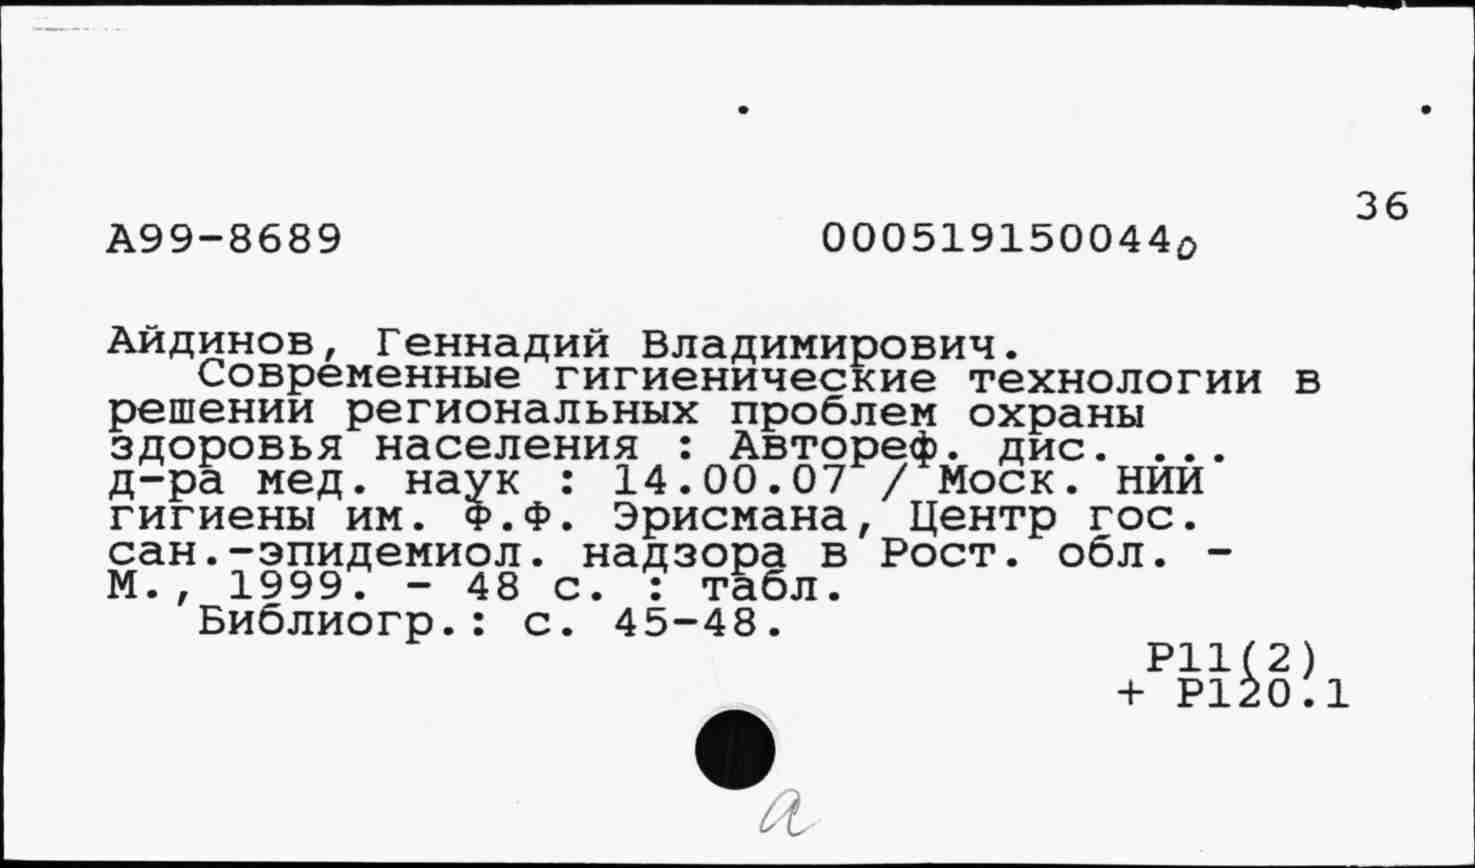 36
А99-8689 0005191500440
Айдинов, Геннадий Владимирович.
Современные гигиенические технологии в
решении региональных проблем охраны
здоровья населения : Автореф. дис. ...
д-ра мед. наук : 14.00.07 / Моск. НИИ
гигиены им. Ф.Ф. Эрисмана, Центр гос.
сан.-эпидемиол. надзора в Рост. обл. -
М., 1999. - 48 с. : табл.
Библиогр.: с. 45-48.
Р11(2)
+ Р120.1
а